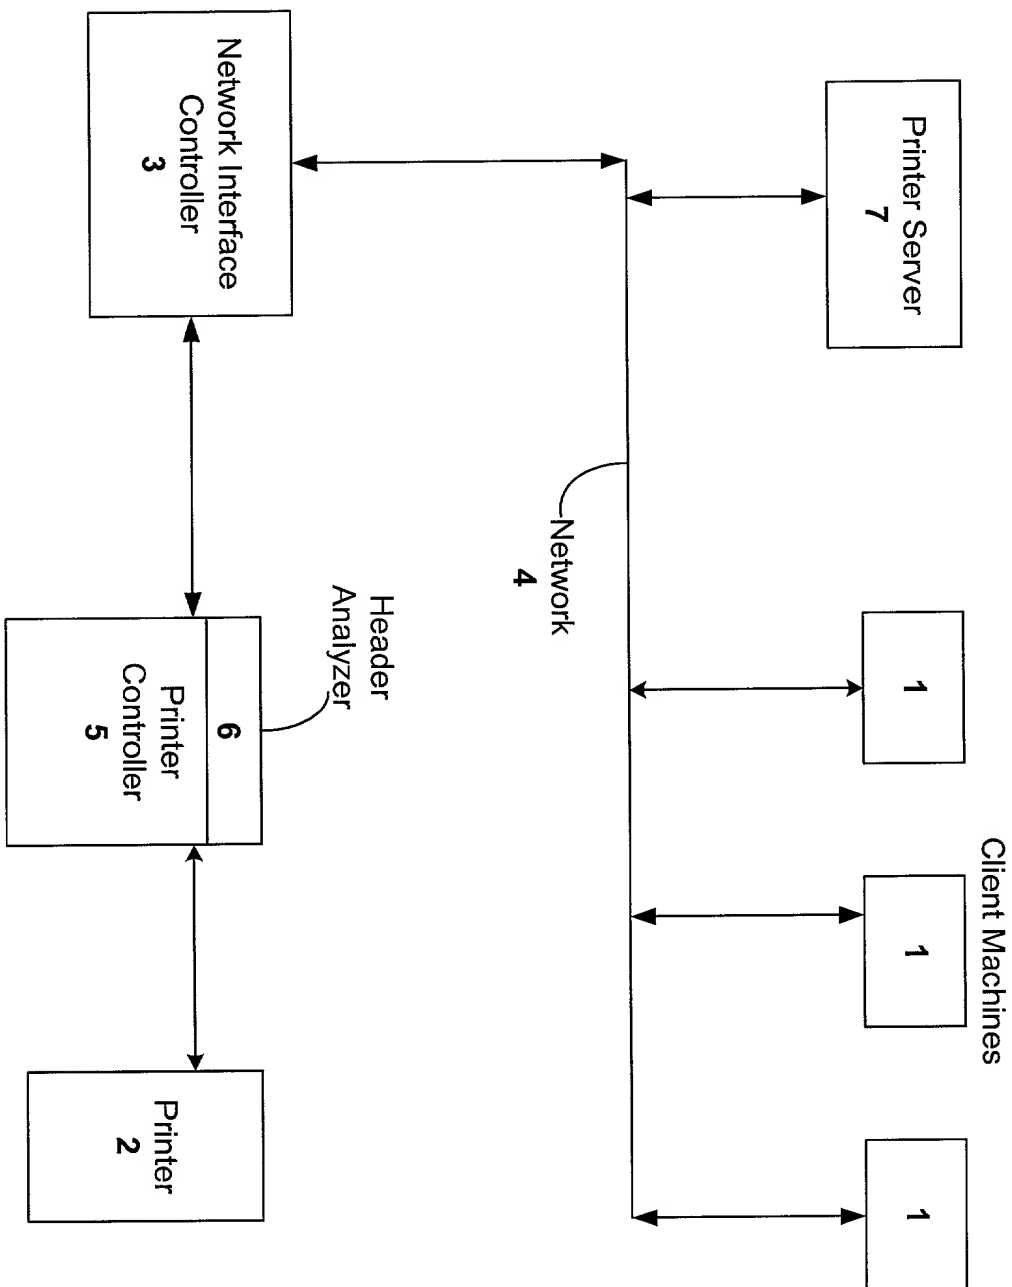 Client Machines
1
1
1
Printer Server
7
Network
4
Header
Analyzer
6
Network Interface
Controller
3
Printer
Controller
5
Printer
2